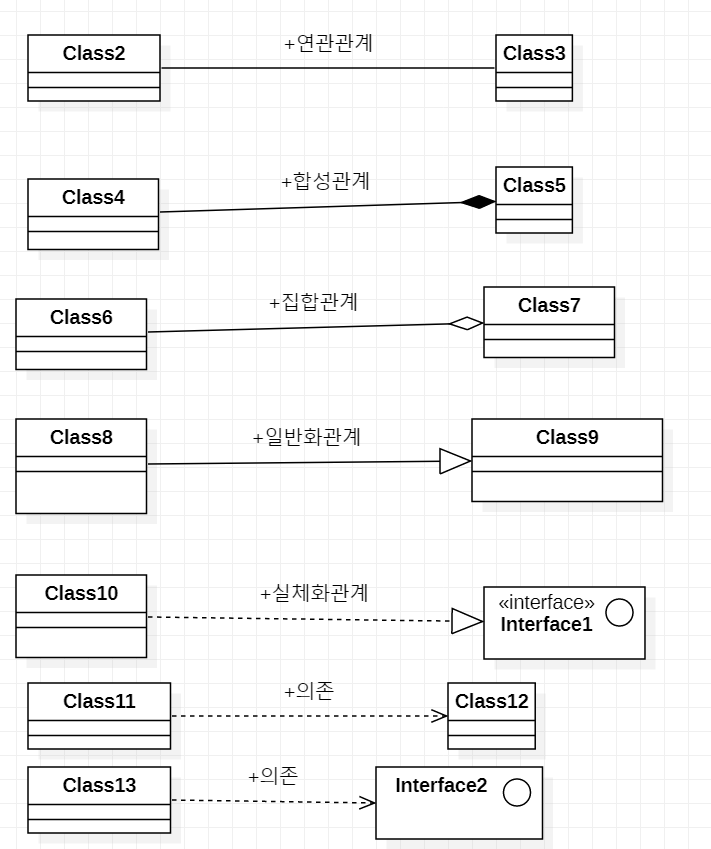 Class2
+연관관계
Class3
Class4
+합성관계
Class5
Class6
+집합관계
Class7
Class8
+일반화관계
Class9
Class10
+실체화관계
«interface»
Interface1
Class11
+의존
Class12
Class13
+의존
Interface2